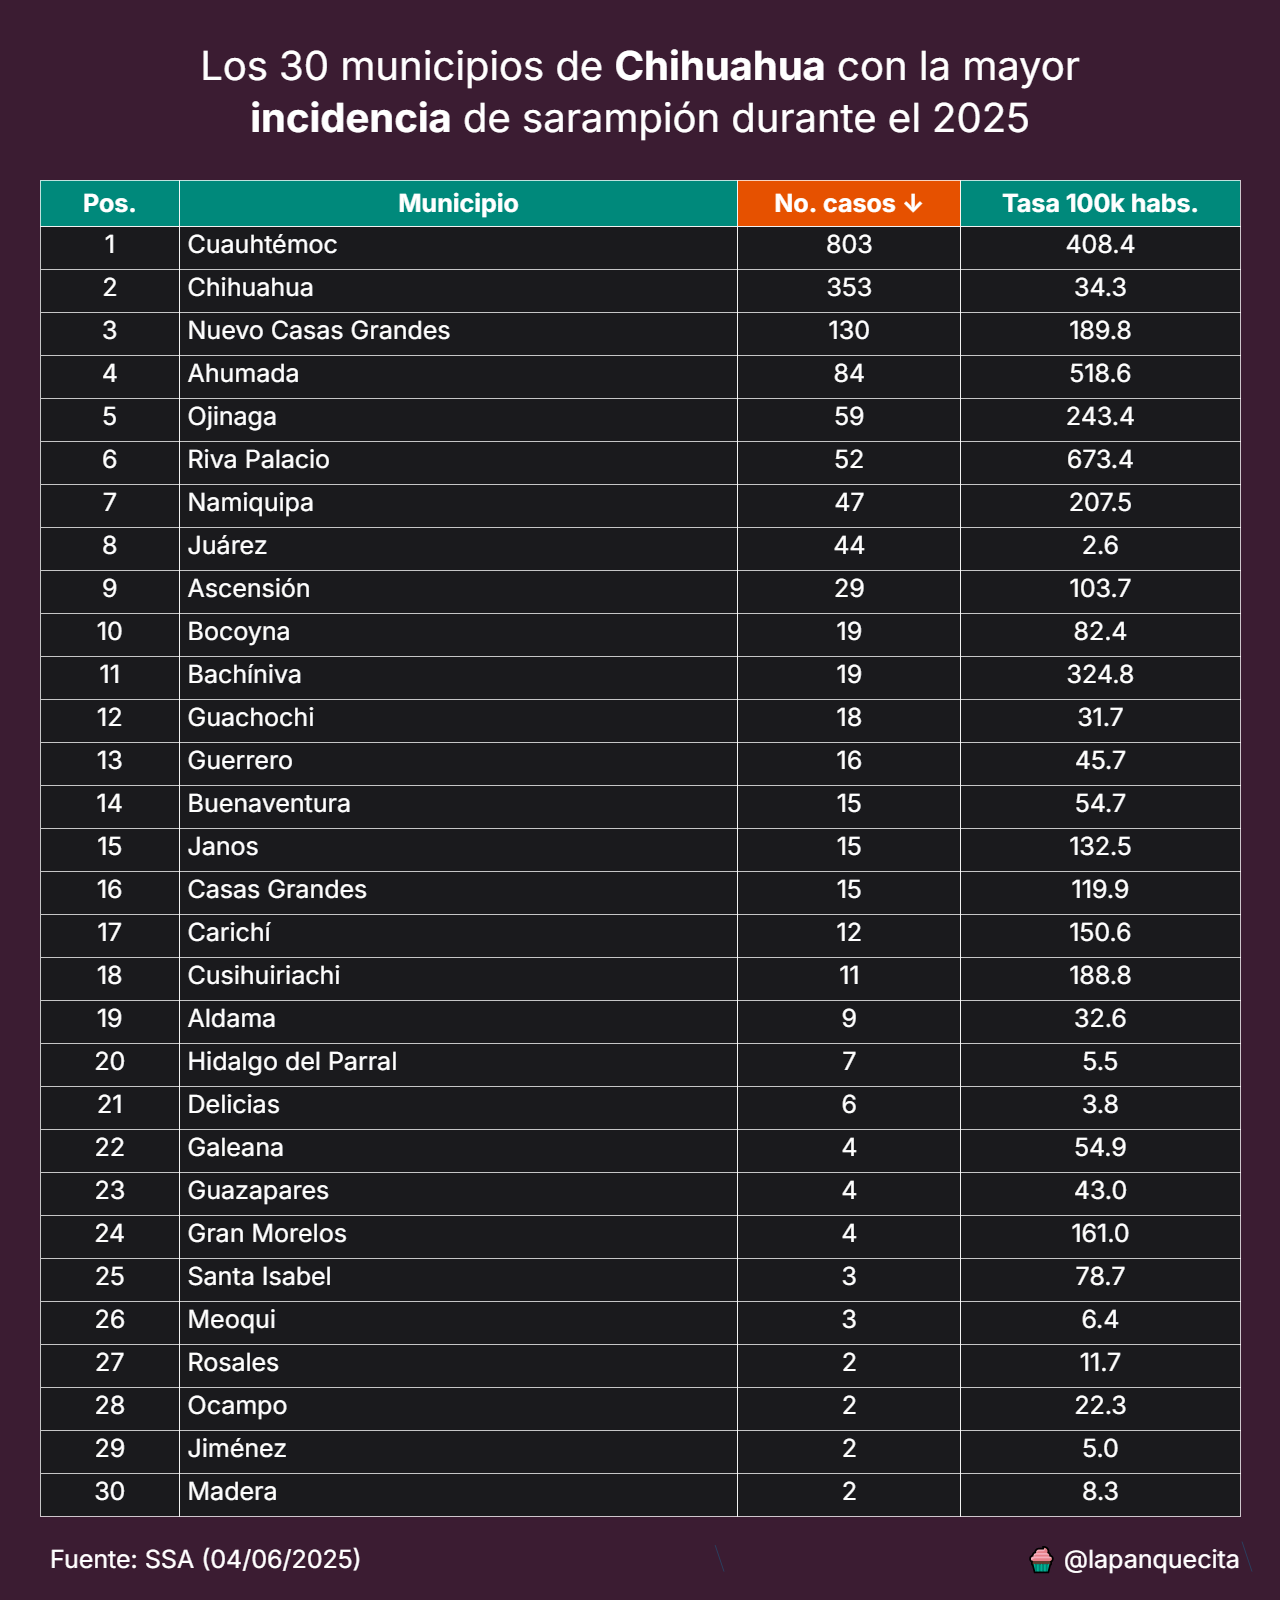 Los 30 municipios de Chihuahua con la mayor
incidencia de sarampión durante el 2025
Pos. Municipio No. casos ↓ Tasa 100k habs.
1 Cuauhtémoc 803 408.4
2 Chihuahua 353 34.3
3 Nuevo Casas Grandes 130 189.8
4 Ahumada 84 518.6
5 Ojinaga 59 243.4
6 Riva Palacio 52 673.4
7 Namiquipa 47 207.5
8 Juárez 44 2.6
9 Ascensión 29 103.7
10 Bocoyna 19 82.4
11 Bachíniva 19 324.8
12 Guachochi 18 31.7
13 Guerrero 16 45.7
14 Buenaventura 15 54.7
15 Janos 15 132.5
16 Casas Grandes 15 119.9
17 Carichí 12 150.6
18 Cusihuiriachi 11 188.8
19 Aldama 9 32.6
20 Hidalgo del Parral 7 5.5
21 Delicias 6 3.8
22 Galeana 4 54.9
23 Guazapares 4 43.0
24 Gran Morelos 4 161.0
25 Santa Isabel 3 78.7
26 Meoqui 3 6.4
27 Rosales 2 11.7
28 Ocampo 2 22.3
29 Jiménez 2 5.0
30 Madera 2 8.3
Fuente: SSA (04/06/2025) 🧁 @lapanquecita